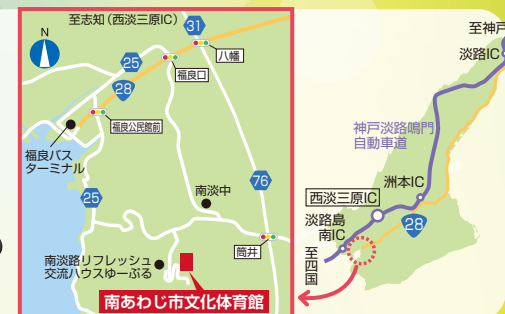 至志知（西淡三原IC）
N
31
八幡
25
福良口
28
福良公民館前
福良バス
ターミナル
25
76
南淡中
筒井
南淡路リフレッシュ
交流ハウスゆーぷる
南あわじ市文化体育館
至神戸
淡路IC
神戸淡路鳴門
自動車道
洲本IC
西淡三原IC
淡路島
南IC
28
至四国